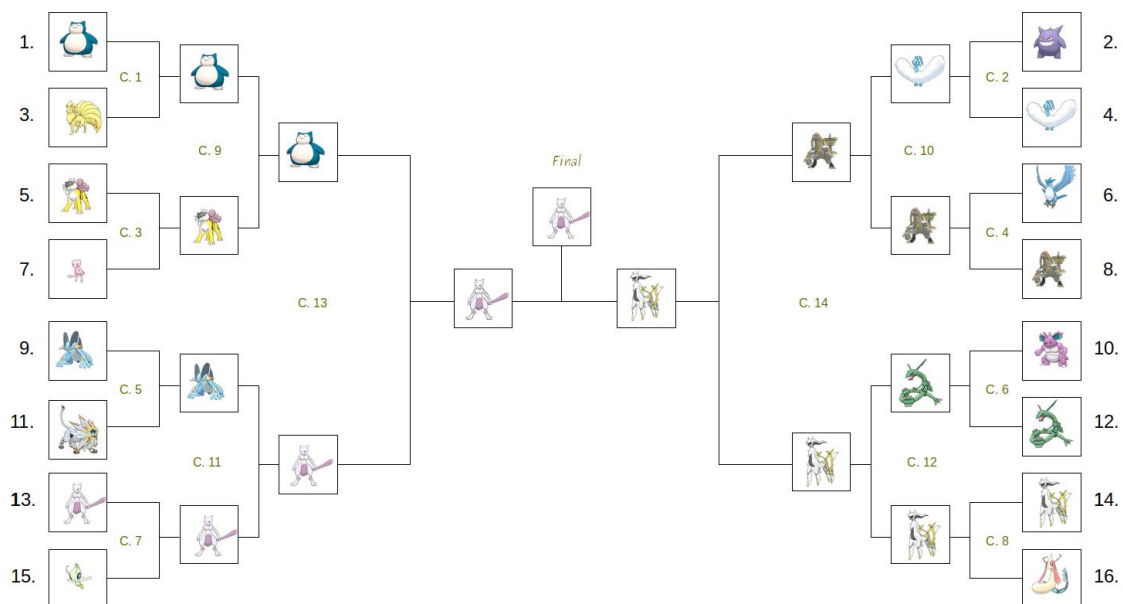 1.
C. 1
3.
C. 9
5.
C. 3
7.
C. 13
9.
C. 5
11.
C. 11
13.
C. 7
15.
Final
2.
C. 2
4.
C. 10
6.
C. 4
8.
C. 14
10.
C. 6
12.
C. 12
14.
C. 8
16.